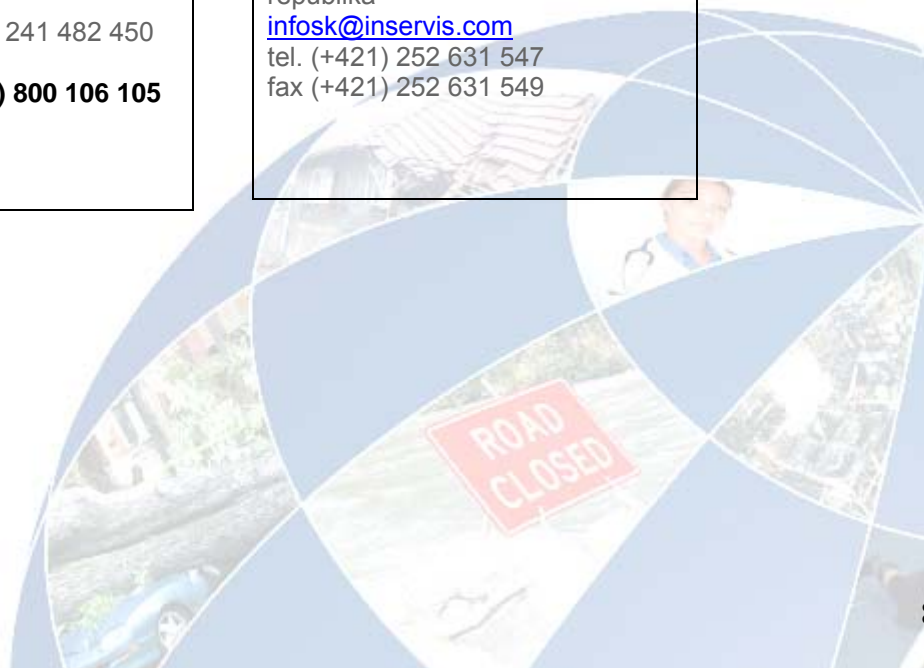 241 482 450
) 800 106 105
republika
infosk@inservis.com
tel. (+421) 252 631 547
fax (+421) 252 631 549
ROAD
CLOSED